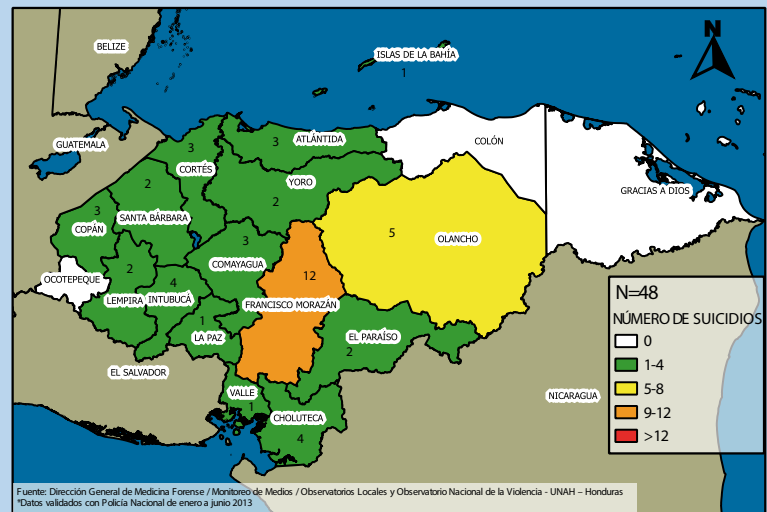 N
BELIZE
ISLAS DE LA BAHÍA
1
GUATEMALA
3
ATLÁNTIDA
COLÓN
3
CORTÉS
GRACIAS A DIOS
2
YORO
2
3
SANTA BÁRBARA
COPÁN
3
COMAYAGUA
5
OLANCHO
OCOTEPEQUE
2
4
12
LEMPIRA
INTIBUCÁ
FRANCISCO MORAZÁN
1
LA PAZ
EL PARAÍSO
2
EL SALVADOR
VALLE
1
CHOLUTECA
4
NICARAGUA
N=48
NÚMERO DE SUICIDIOS
0
1-4
5-8
9-12
>12
Fuente: Dirección General de Medicina Forense / Monitoreo de Medios / Observatorios Locales y Observatorio Nacional de la Violencia - UNAH – Honduras
*Datos validados con Policía Nacional de enero a junio 2013